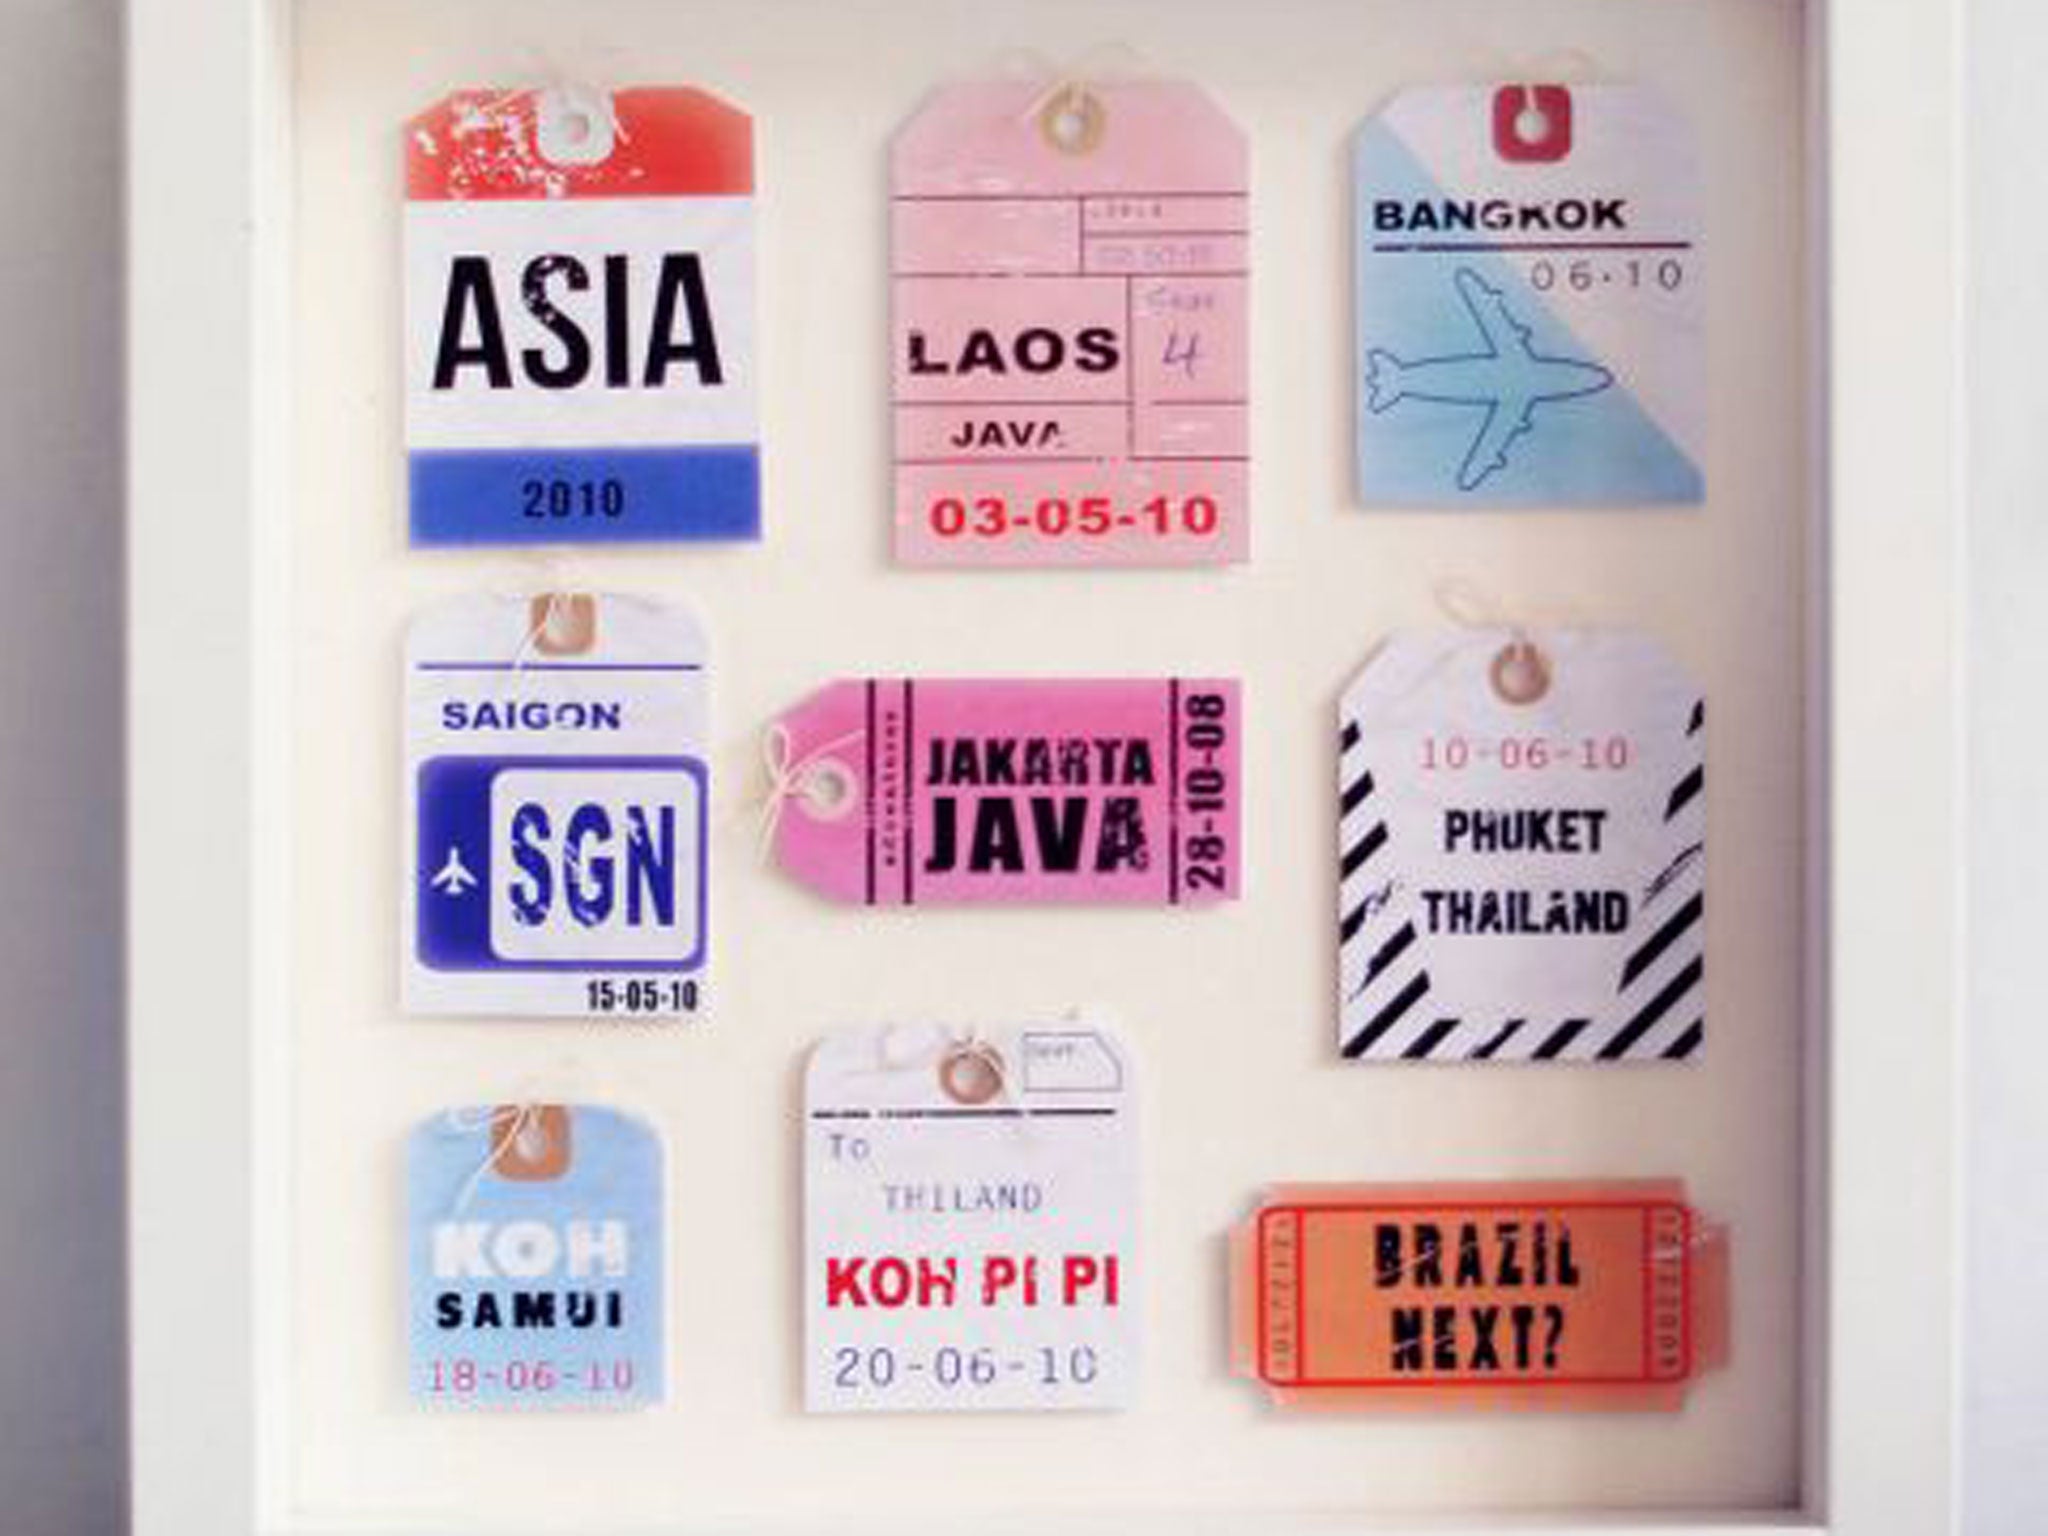 ASIA
2010
LAOS
4
JAVA
03-05-10
BANGKOK
06·10
SAIGON
SGN
15-05-10
JAKARTA
JAVA
28-10-08
10-06-10
PHUKET
THAILAND
KOH
SAMUI
18-06-10
To
THILAND
KOH PI PI
20-06-10
BRAZIL
NEXT?